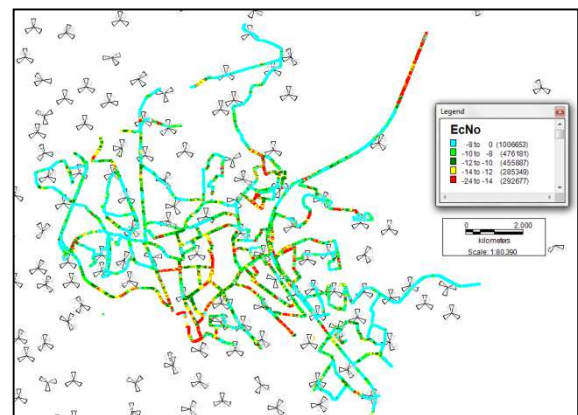 Legend
EcNo
-8 to 0 (1006653)
-10 to -8 (476181)
-12 to -10 (455887)
-14 to -12 (285349)
-24 to -14 (292677)
0 2.000
kilometers
Scale: 1:80.390